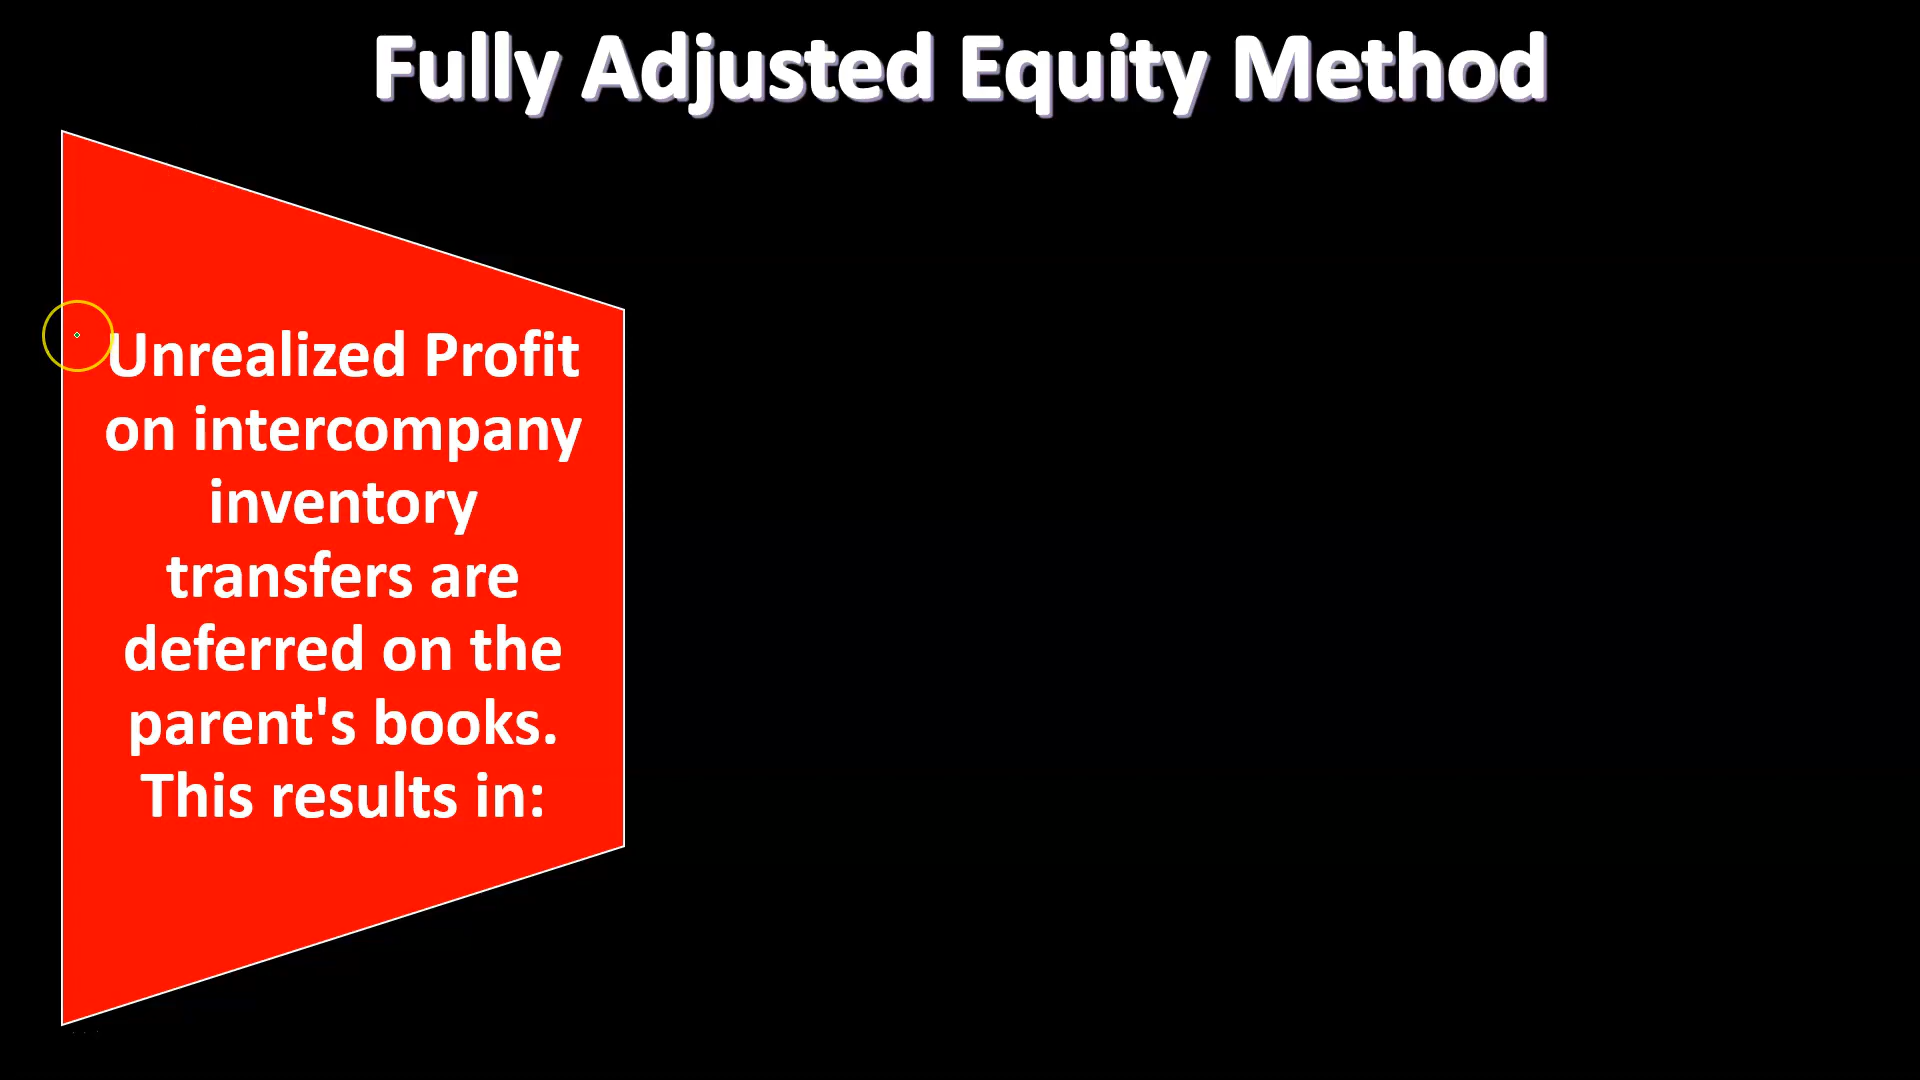 Fully Adjusted Equity Method
Unrealized Profit
on intercompany
inventory
transfers are
deferred on the
parent's books.
This results in: